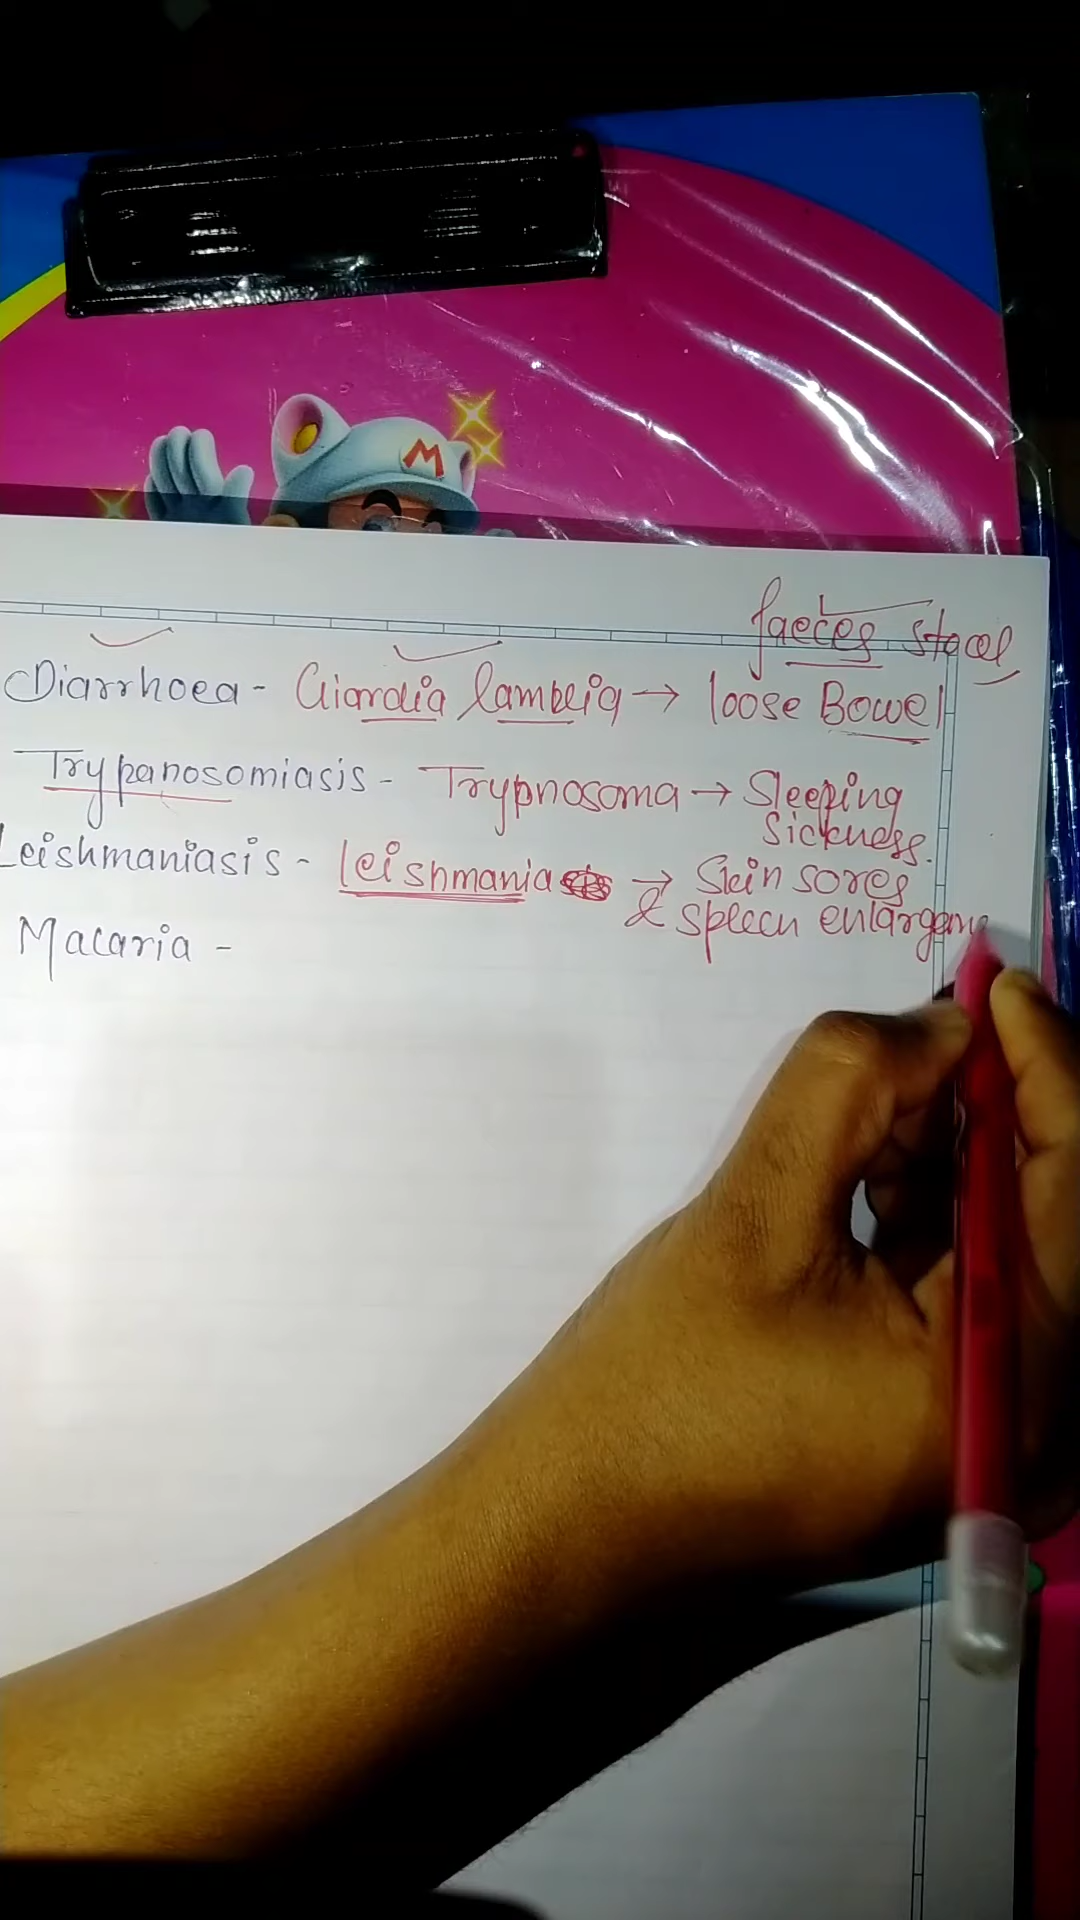 M
faeces stool
Diarrhoea - Giardia lamblia → loose Bowel
Trypanosomiasis - Trypnosoma → Sleeping
Sickness.
Leishmaniasis - leishmania → Skin sores
& spleen enlargeme
Malaria -